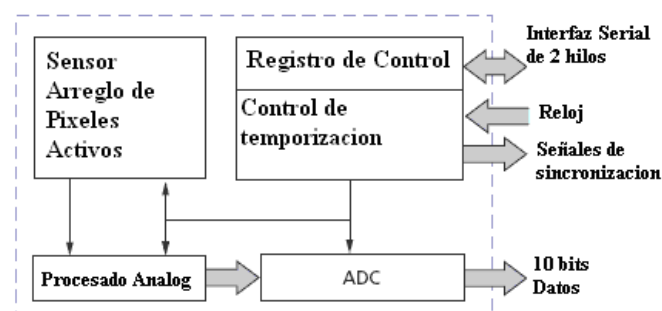 Sensor
Arreglo de
Pixeles
Activos
Registro de Control
Control de
temporizacion
Interfaz Serial
de 2 hilos
Reloj
Señales de
sincronizacion
Procesado Analog
ADC
10 bits
Datos